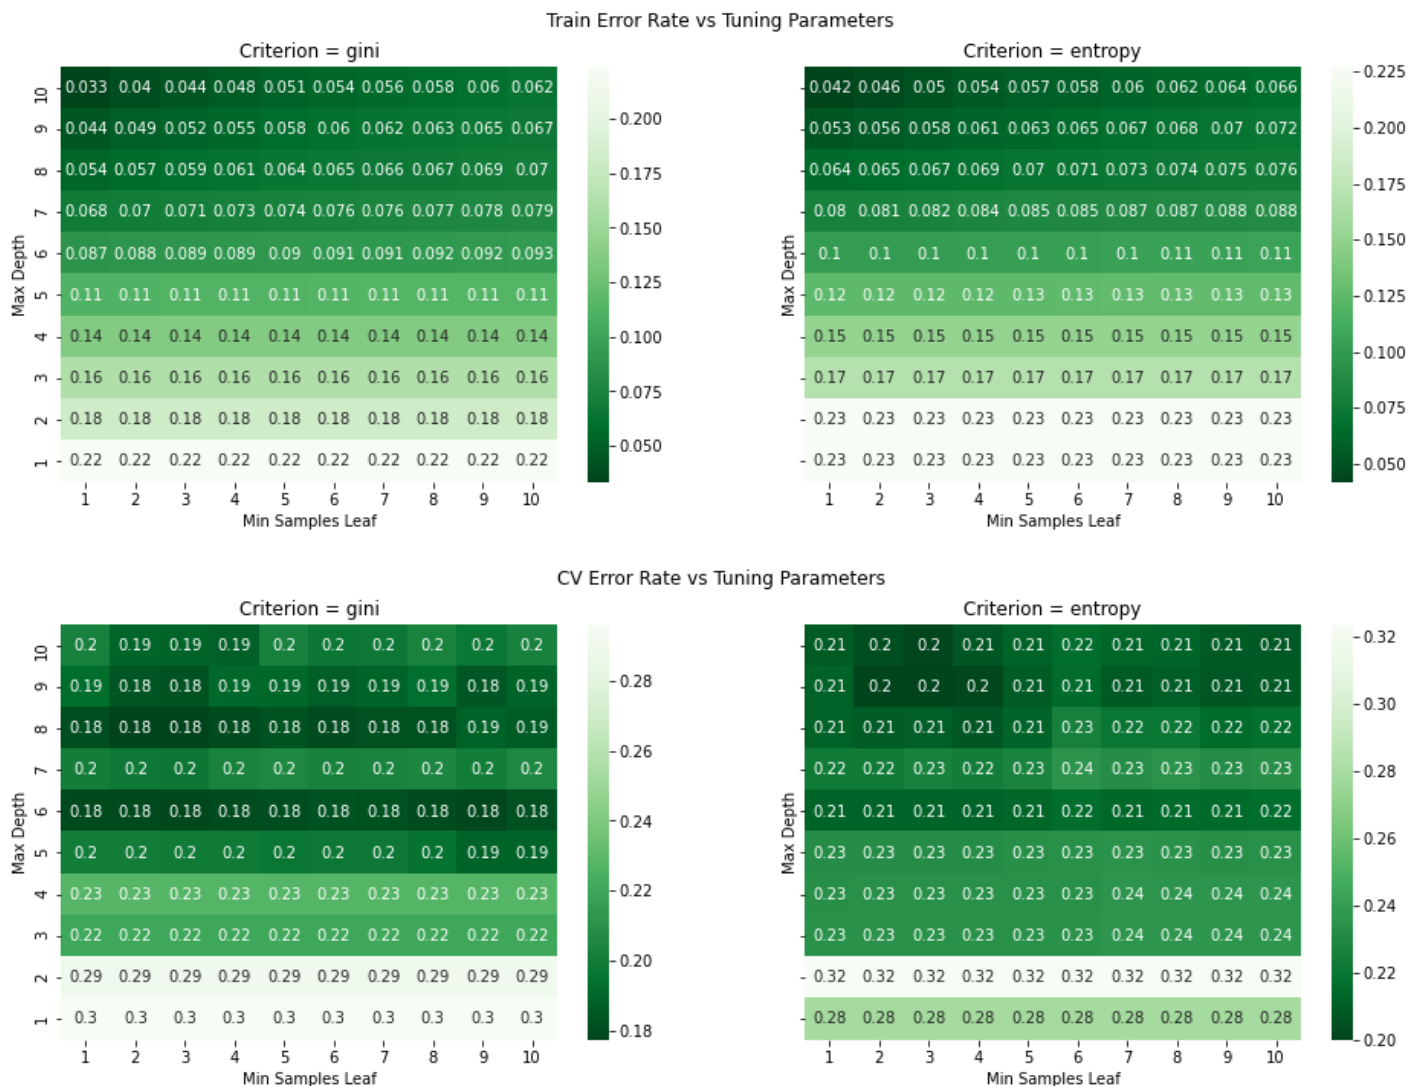 Train Error Rate vs Tuning Parameters
Criterion = gini Criterion = entropy
10 0.033 0.04 0.044 0.048 0.051 0.054 0.056 0.058 0.06 0.062 0.042 0.046 0.05 0.054 0.057 0.058 0.06 0.062 0.064 0.066 0.225
0.200
9 0.044 0.049 0.052 0.055 0.058 0.06 0.062 0.063 0.065 0.067 0.053 0.056 0.058 0.061 0.063 0.065 0.067 0.068 0.07 0.072 0.200
8 0.054 0.057 0.059 0.061 0.064 0.065 0.066 0.067 0.069 0.07 0.175 0.064 0.065 0.067 0.069 0.07 0.071 0.073 0.074 0.075 0.076 0.175
7 0.068 0.07 0.071 0.073 0.074 0.076 0.076 0.077 0.078 0.079 0.150 0.08 0.081 0.082 0.084 0.085 0.085 0.087 0.087 0.088 0.088 0.150
Max Depth 6 0.087 0.088 0.089 0.089 0.09 0.091 0.091 0.092 0.092 0.093 0.125 Max Depth 0.1 0.1 0.1 0.1 0.1 0.1 0.1 0.11 0.11 0.11 0.125
5 0.11 0.11 0.11 0.11 0.11 0.11 0.11 0.11 0.11 0.11 0.12 0.12 0.12 0.12 0.13 0.13 0.13 0.13 0.13 0.13
4 0.14 0.14 0.14 0.14 0.14 0.14 0.14 0.14 0.14 0.14 0.100 0.15 0.15 0.15 0.15 0.15 0.15 0.15 0.15 0.15 0.15 0.100
3 0.16 0.16 0.16 0.16 0.16 0.16 0.16 0.16 0.16 0.16 0.075 0.17 0.17 0.17 0.17 0.17 0.17 0.17 0.17 0.17 0.17 0.075
2 0.18 0.18 0.18 0.18 0.18 0.18 0.18 0.18 0.18 0.18 0.050 0.23 0.23 0.23 0.23 0.23 0.23 0.23 0.23 0.23 0.23
1 0.22 0.22 0.22 0.22 0.22 0.22 0.22 0.22 0.22 0.22 0.23 0.23 0.23 0.23 0.23 0.23 0.23 0.23 0.23 0.23 0.050
1 2 3 4 5 6 7 8 9 10 1 2 3 4 5 6 7 8 9 10
Min Samples Leaf Min Samples Leaf
CV Error Rate vs Tuning Parameters
Criterion = gini Criterion = entropy
10 0.2 0.19 0.19 0.19 0.2 0.2 0.2 0.2 0.2 0.2 0.21 0.2 0.2 0.21 0.21 0.22 0.21 0.21 0.21 0.21 0.32
9 0.19 0.18 0.18 0.19 0.19 0.19 0.19 0.19 0.18 0.19 0.28 0.21 0.2 0.2 0.2 0.21 0.21 0.21 0.21 0.21 0.21 0.30
8 0.18 0.18 0.18 0.18 0.18 0.18 0.18 0.18 0.19 0.19 0.26 0.21 0.21 0.21 0.21 0.21 0.23 0.22 0.22 0.22 0.22
7 0.2 0.2 0.2 0.2 0.2 0.2 0.2 0.2 0.2 0.2 0.24 0.22 0.22 0.23 0.22 0.23 0.24 0.23 0.23 0.23 0.23 0.28
Max Depth 6 0.18 0.18 0.18 0.18 0.18 0.18 0.18 0.18 0.18 0.18 Max Depth 0.21 0.21 0.21 0.21 0.21 0.22 0.21 0.21 0.21 0.22 0.26
5 0.2 0.2 0.2 0.2 0.2 0.2 0.2 0.2 0.19 0.19 0.22 0.23 0.23 0.23 0.23 0.23 0.23 0.23 0.23 0.23 0.23
4 0.23 0.23 0.23 0.23 0.23 0.23 0.23 0.23 0.23 0.23 0.23 0.23 0.23 0.23 0.23 0.23 0.24 0.24 0.24 0.24 0.24
3 0.22 0.22 0.22 0.22 0.22 0.22 0.22 0.22 0.22 0.22 0.20 0.23 0.23 0.23 0.23 0.23 0.23 0.24 0.24 0.24 0.24 0.22
2 0.29 0.29 0.29 0.29 0.29 0.29 0.29 0.29 0.29 0.29 0.32 0.32 0.32 0.32 0.32 0.32 0.32 0.32 0.32 0.32
1 0.3 0.3 0.3 0.3 0.3 0.3 0.3 0.3 0.3 0.3 0.18 0.28 0.28 0.28 0.28 0.28 0.28 0.28 0.28 0.28 0.28 0.20
1 2 3 4 5 6 7 8 9 10 1 2 3 4 5 6 7 8 9 10
Min Samples Leaf Min Samples Leaf